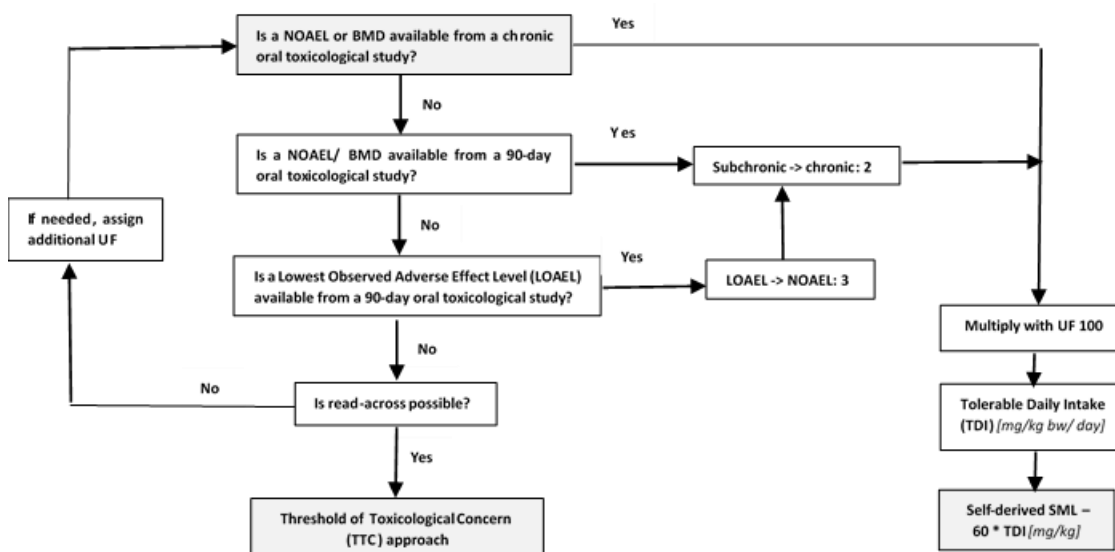 Is a NOAEL or BMD available from a chronic
oral toxicological study?
Yes
No
Is a NOAEL/ BMD available from a 90-day
oral toxicological study?
Y es
Subchronic -> chronic: 2
If needed, assign
additional UF
No
Is a Lowest Observed Adverse Effect Level (LOAEL)
available from a 90-day oral toxicological study?
Yes
LOAEL -> NOAEL: 3
Multiply with UF 100
No
No
Is read-across possible?
Tolerable Daily Intake
(TDI) [mg/kg bw/ day]
Yes
Threshold of Toxicological Concern
(TTC) approach
Self-derived SML –
60 * TDI [mg/kg]